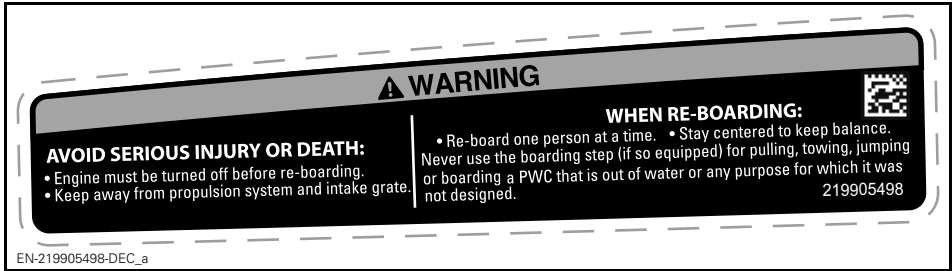 WARNING
AVOID SERIOUS INJURY OR DEATH:
• Engine must be turned off before re-boarding.
• Keep away from propulsion system and intake grate.
WHEN RE-BOARDING:
• Re-board one person at a time. • Stay centered to keep balance.
Never use the boarding step (if so equipped) for pulling, towing, jumping
or boarding a PWC that is out of water or any purpose for which it was
not designed.
219905498
EN-219905498-DEC_a